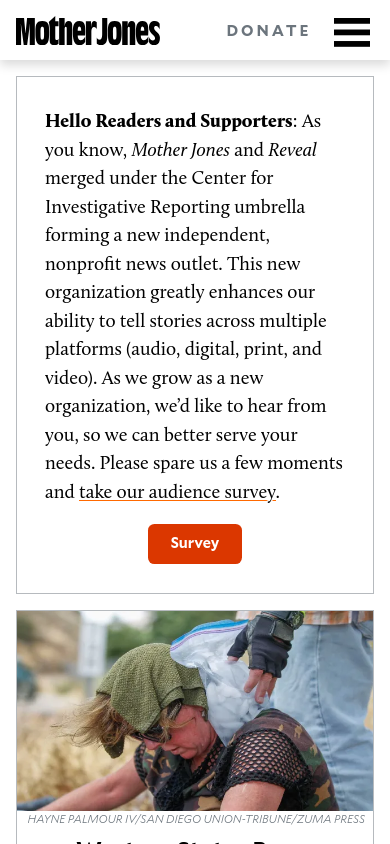 Mother Jones
DONATE
Hello Readers and Supporters: As
you know, Mother Jones and Reveal
merged under the Center for
Investigative Reporting umbrella
forming a new independent,
nonprofit news outlet. This new
organization greatly enhances our
ability to tell stories across multiple
platforms (audio, digital, print, and
video). As we grow as a new
organization, we’d like to hear from
you, so we can better serve your
needs. Please spare us a few moments
and take our audience survey.
Survey
HAYNE PALMOUR IV/SAN DIEGO UNION-TRIBUNE/ZUMA PRESS